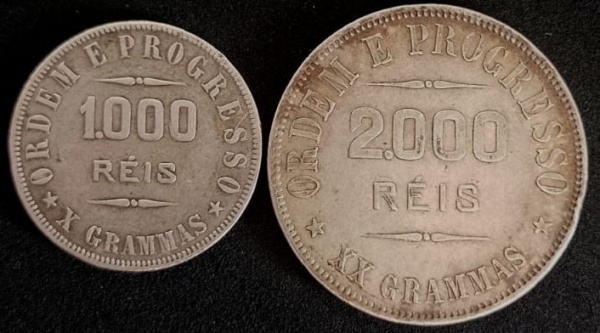 ORDEM E PROGRESSO
1.000
RÉIS
★ X GRAMMAS ★
ORDEM E PROGRESSO
2.000
RÉIS
★ XX GRAMMAS ★